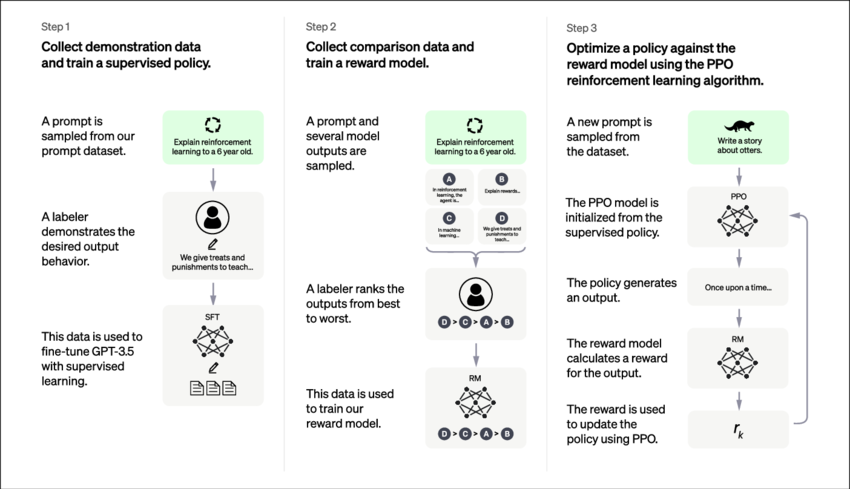 Step 1
Collect demonstration data
and train a supervised policy.
A prompt is
sampled from our
prompt dataset.
Explain reinforcement
learning to a 6 year old.
A labeler
demonstrates the
desired output
behavior.
We give treats and
punishments to teach...
This data is used to
fine-tune GPT-3.5
with supervised
learning.
SFT
Step 2
Collect comparison data and
train a reward model.
A prompt and
several model
outputs are
sampled.
Explain reinforcement
learning to a 6 year old.
A
In reinforcement
learning, the
agent is...
B
Explain rewards...
C
In machine
learning...
D
We give treats and
punishments to
teach...
A labeler ranks the
outputs from best
to worst.
D > C > A > B
This data is used
to train our
reward model.
RM
D > C > A > B
Step 3
Optimize a policy against the
reward model using the PPO
reinforcement learning algorithm.
A new prompt is
sampled from
the dataset.
Write a story
about otters.
The PPO model is
initialized from the
supervised policy.
PPO
The policy generates
an output.
Once upon a time...
The reward model
calculates a reward
for the output.
RM
The reward is used
to update the
policy using PPO.
rk